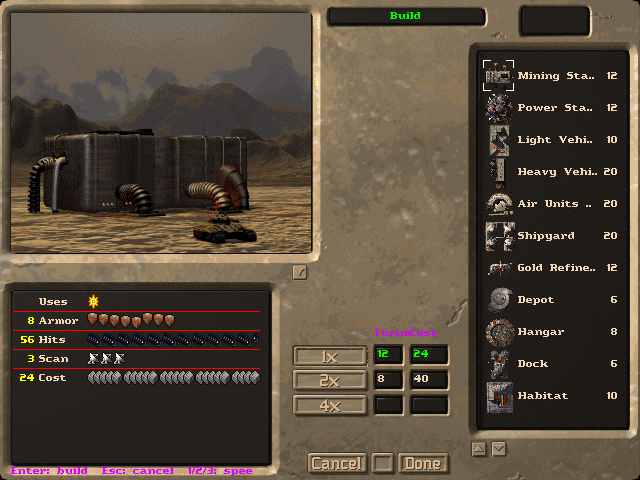 Build
Mining Sta.. 12
Power Sta.. 12
Light Vehi.. 10
Heavy Vehi.. 20
Air Units .. 20
Shipyard 20
Gold Refine.. 12
Depot 6
Hangar 8
Dock 6
Habitat 10
Uses
8 Armor
56 Hits
3 Scan
24 Cost
Turns Cost
1x 12 24
2x 8 40
4x
Cancel Done
Enter: build Esc: cancel 1/2/3: spee